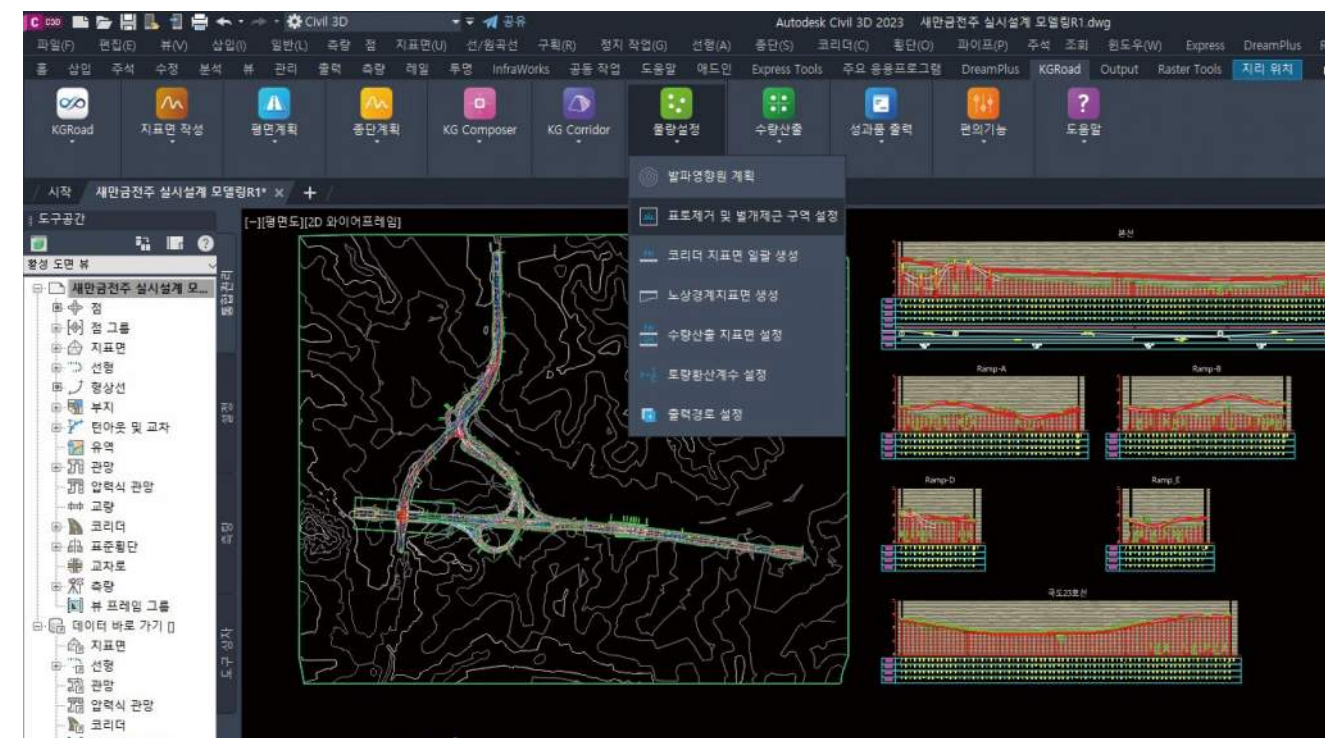 C C3D Civil 3D 공유 Autodesk Civil 3D 2023 새만금전주 실시설계 모델링R1.dwg
파일(F) 편집(E) 뷰(V) 삽입(I) 일반(L) 측량 점 지표면(U) 선/원곡선 구획(R) 정지 작업(G) 선형(A) 종단(S) 코리더(C) 횡단(O) 파이프(P) 주석 조회 윈도우(W) Express DreamPlus
홈 삽입 주석 수정 분석 뷰 관리 출력 측량 레일 투명 InfraWorks 공동 작업 도움말 애드인 Express Tools 주요 응용프로그램 DreamPlus KGRoad Output Raster Tools 지리 위치
KGRoad 지표면 작성 평면계획 종단계획 KG Composer KG Corridor 물량설정 수량산출 성과품 출력 편의기능 도움말
시작 새만금전주 실시설계 모델링R1* × +
발파영향원 계획
표토제거 및 벌개제근 구역 설정
코리더 지표면 일괄 생성
노상경계지표면 생성
수량산출 지표면 설정
토량환산계수 설정
출력경로 설정
도구공간
활성 도면 뷰
새만금전주 실시설계 모...
점
점 그룹
지표면
선형
형상선
부지
턴아웃 및 교차
유역
관망
압력식 관망
교량
코리더
표준횡단
교차로
측량
뷰 프레임 그룹
데이터 바로 가기 []
지표면
선형
관망
압력식 관망
코리더
통합관리
설정
측량
도구 상자
[-][평면도][2D 와이어프레임]
본선
Ramp-A
Ramp-B
Ramp-D
Ramp_E
국도23호선